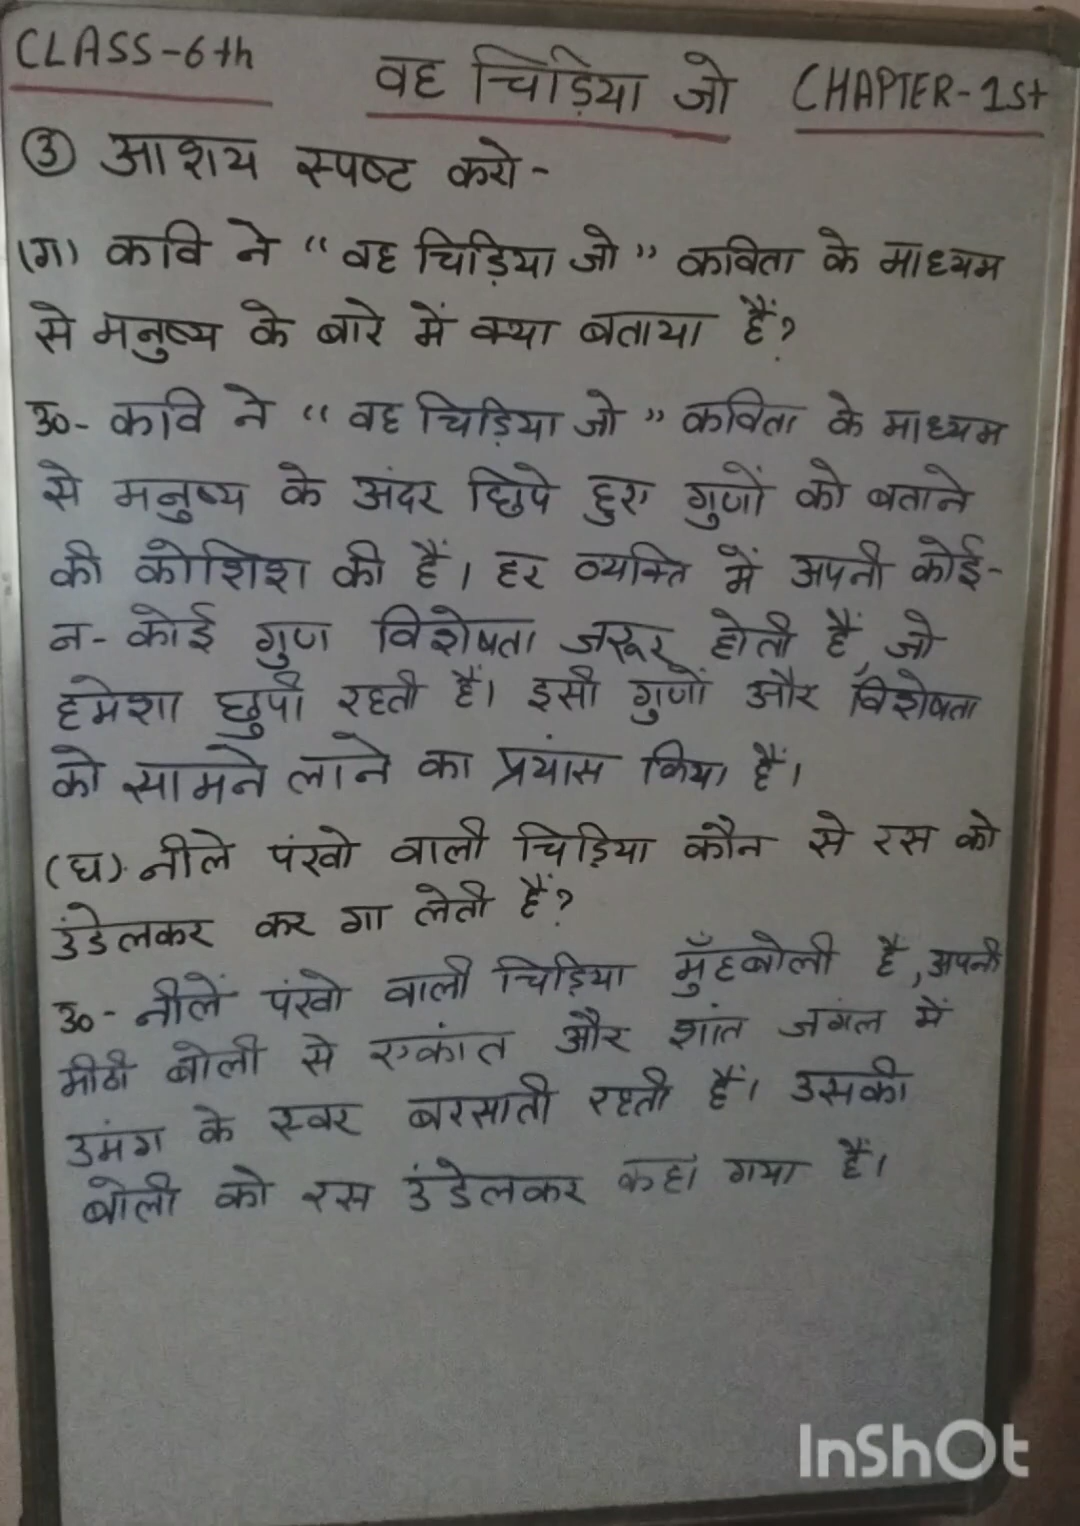 CLASS-6th वह चिड़िया जो CHAPTER-1st
③ आशय स्पष्ट करो-
(ग) कवि ने "वह चिड़िया जो" कविता के माध्यम
से मनुष्य के बारे में क्या बताया हैं?
उ०- कवि ने "वह चिड़िया जो" कविता के माध्यम
से मनुष्य के अंदर छिपे हुए गुणों को बताने
की कोशिश की हैं। हर व्यक्ति में अपनी कोई-
न-कोई गुण विशेषता जरूर होती हैं, जो
हमेशा छुपी रहती हैं। इसी गुणों और विशेषता
को सामने लाने का प्रयास किया हैं।
(घ). नीले पंखो वाली चिड़िया कौन से रस को
उंडेलकर कर गा लेती हैं?
उ०- नीलें पंखो वाली चिड़िया मुँहबोली है, अपनी
मीठी बोली से एकांत और शांत जंगल में
उमंग के स्वर बरसाती रहती हैं। उसकी
बोली को रस उंडेलकर कहा गया हैं।
InShOt